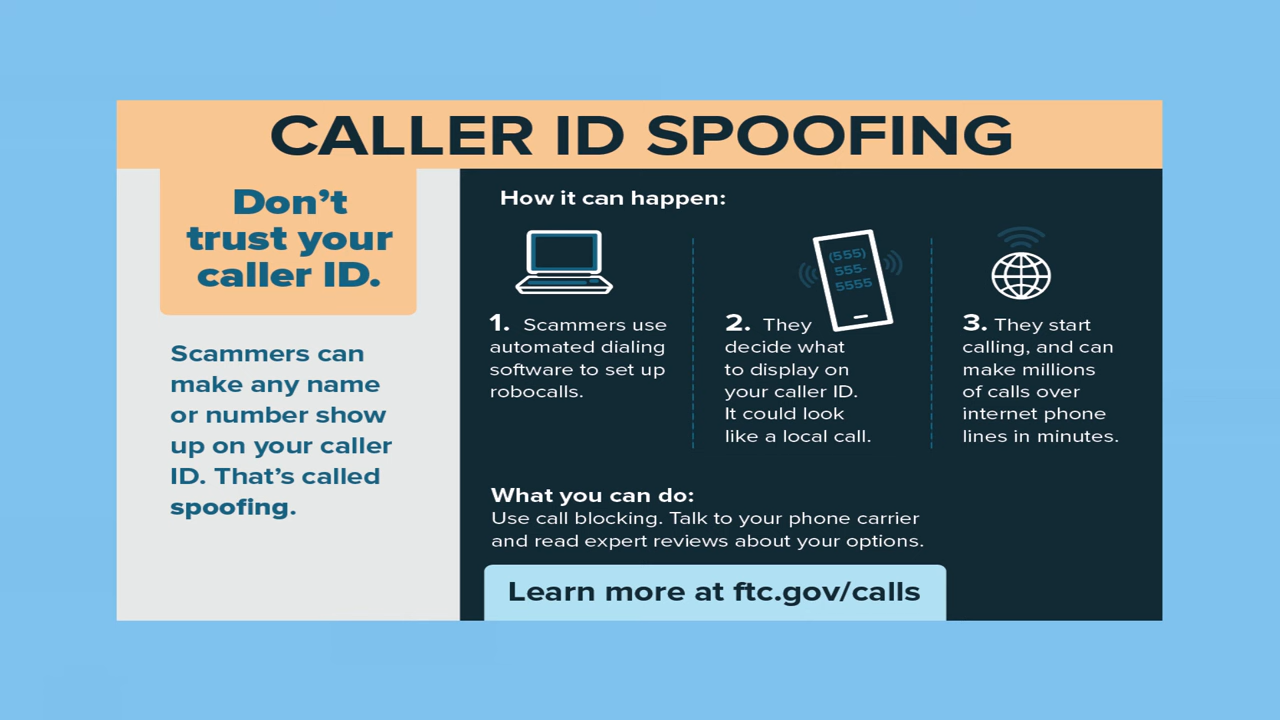 CALLER ID SPOOFING
Don't
trust your
caller ID.
Scammers can
make any name
or number show
up on your caller
ID. That's called
spoofing.
How it can happen:
1. Scammers use
automated dialing
software to set up
robocalls.
(555)
555-
5555
2. They
decide what
to display on
your caller ID.
It could look
like a local call.
3. They start
calling, and can
make millions
of calls over
internet phone
lines in minutes.
What you can do:
Use call blocking. Talk to your phone carrier
and read expert reviews about your options.
Learn more at ftc.gov/calls